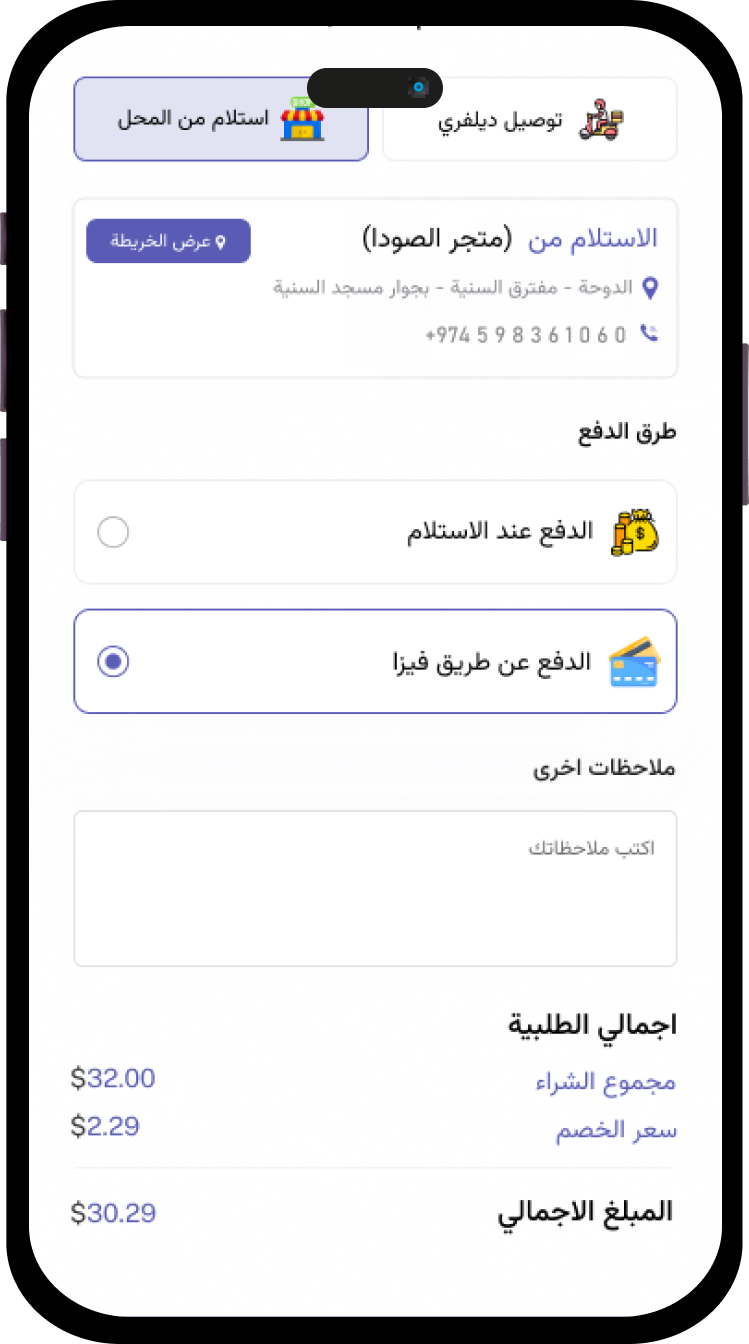 توصيل ديلفري
استلام من المحل
الاستلام من (متجر الصودا)
عرض الخريطة
الدوحة - مفترق السنية - بجوار مسجد السنية
+974 5 9 8 3 6 1 0 6 0
طرق الدفع
الدفع عند الاستلام
الدفع عن طريق فيزا
ملاحظات اخرى
اكتب ملاحظاتك
اجمالي الطلبية
مجموع الشراء $32.00
سعر الخصم $2.29
المبلغ الاجمالي $30.29